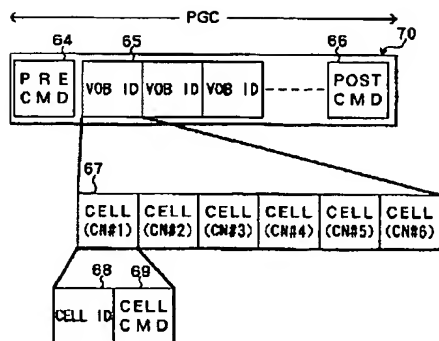 PGC
64 65 66 70
PRE CMD VOB ID VOB ID VOB ID POST CMD
67
CELL CELL CELL CELL CELL CELL
(CN#1) (CN#2) (CN#3) (CN#4) (CN#5) (CN#6)
68 69
CELL ID CELL CMD